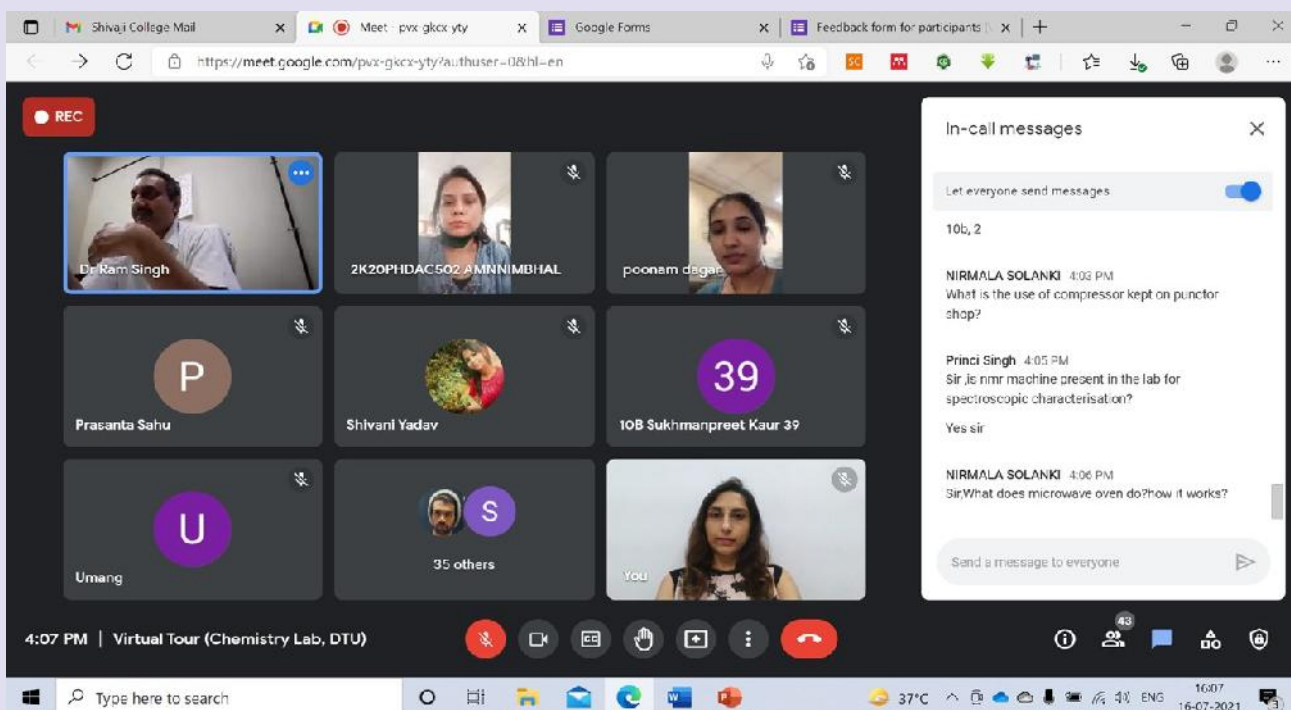 Shivaji College Mail
Meet - pvx-gkcx-yty
Google Forms
Feedback form for participants
https://meet.google.com/pvx-gkcx-yty?authuser=0&hl=en
REC
Dr Ram Singh
2K20PHDAC502 AMNNIMBHAL
poonam dagar
P
Prasanta Sahu
Shivani Yadav
39
10B Sukhmanpreet Kaur 39
U
Umang
S
35 others
You
In-call messages
Let everyone send messages
10b, 2
NIRMALA SOLANKI 4:03 PM
What is the use of compressor kept on punctor
shop?
Princi Singh 4:05 PM
Sir ,is nmr machine present in the lab for
spectroscopic characterisation?
Yes sir
NIRMALA SOLANKI 4:06 PM
Sir,What does microwave oven do?how it works?
Send a message to everyone
4:07 PM | Virtual Tour (Chemistry Lab, DTU)
CC
43
Type here to search
37°C
ENG
16:07
16-07-2021
3